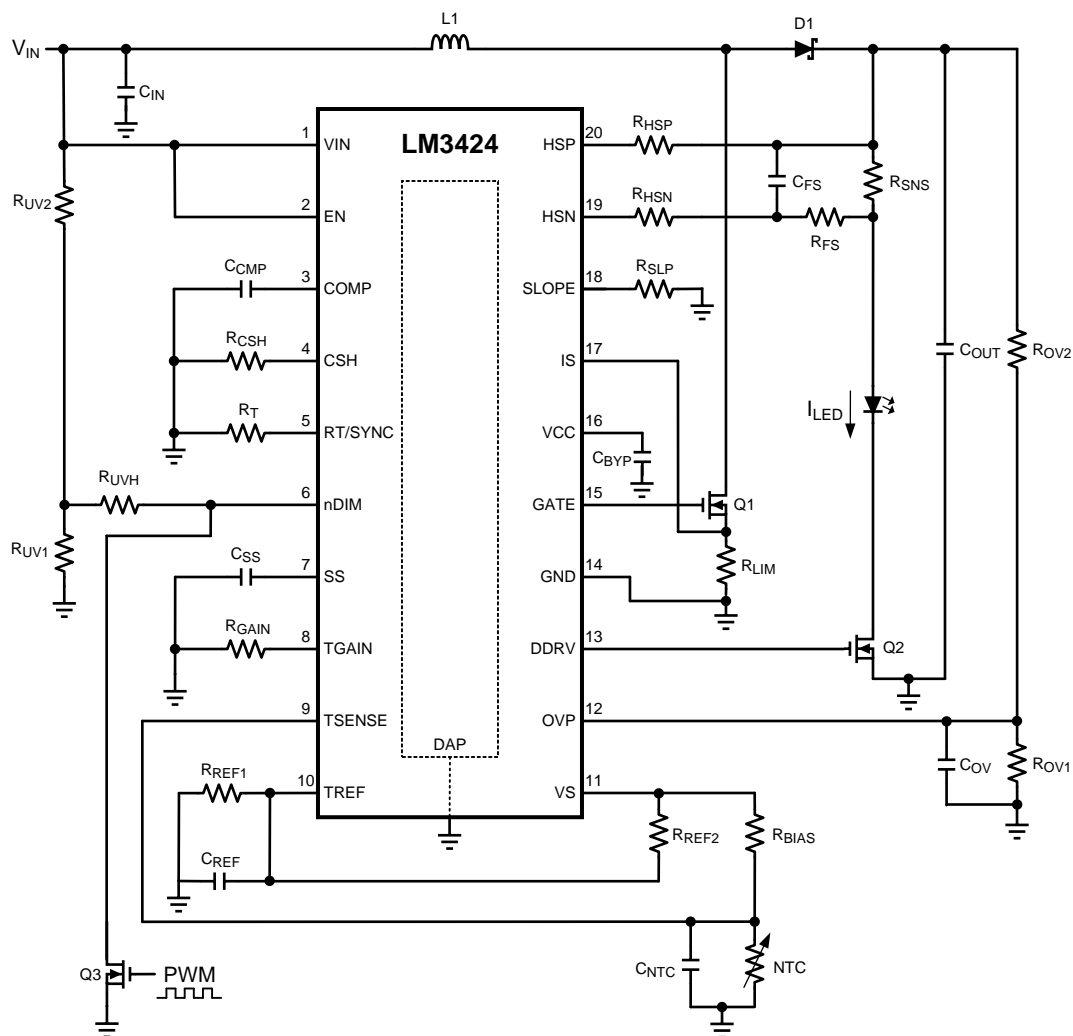 L1
D1
VIN
CIN
LM3424
1 VIN
HSP 20
RHSP
RUV2
2 EN
HSN 19
RHSN
CFS
RSNS
RFS
CCMP
3 COMP
SLOPE 18
RSLP
RCSH
4 CSH
IS 17
COUT
ROV2
RT
5 RT/SYNC
VCC 16
CBYP
ILED
RUVH
6 nDIM
GATE 15
Q1
RUV1
CSS
7 SS
GND 14
RLIM
RGAIN
8 TGAIN
DDRV 13
Q2
9 TSENSE
OVP 12
COV
ROV1
DAP
RREF1
10 TREF
VS 11
RREF2
RBIAS
CREF
CNTC
NTC
Q3
PWM